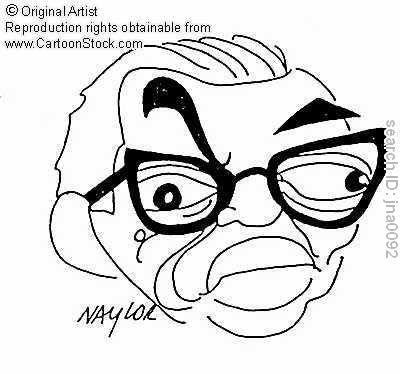 © Original Artist
Reproduction rights obtainable from
www.CartoonStock.com
search ID: jna0092
NAYLOR